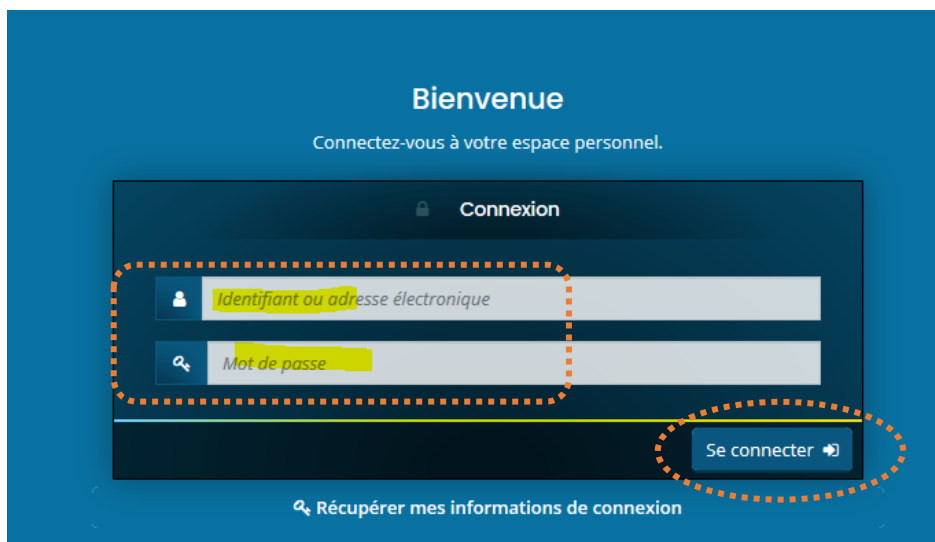 Bienvenue
Connectez-vous à votre espace personnel.
Connexion
Identifiant ou adresse électronique
Mot de passe
Se connecter
Récupérer mes informations de connexion